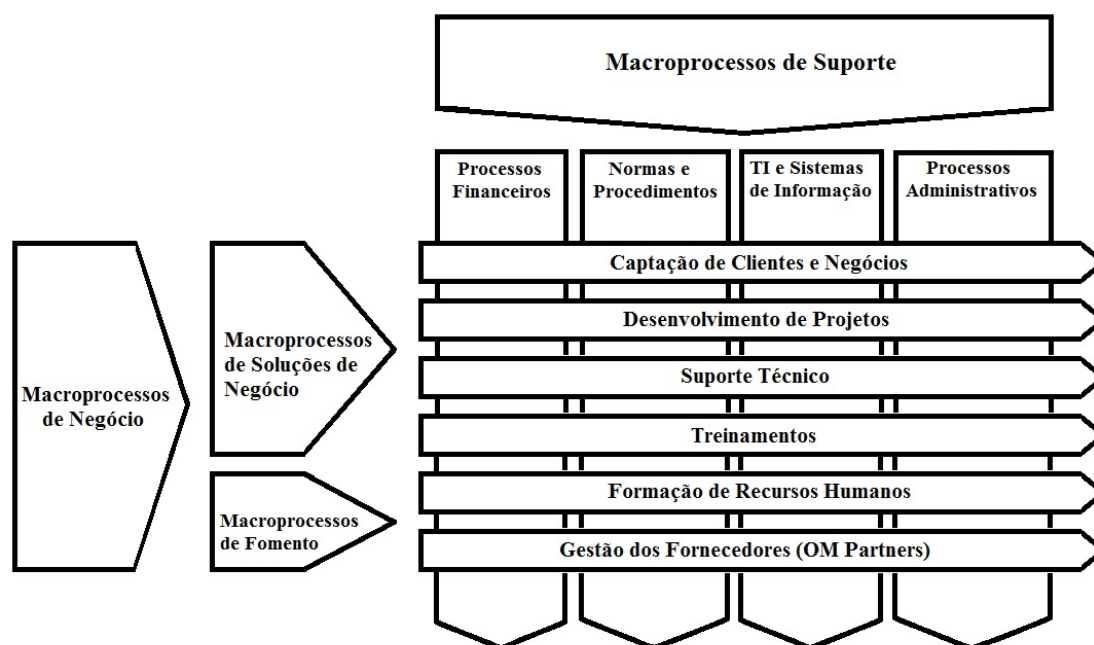 Macroprocessos de Suporte
Processos
Financeiros
Normas e
Procedimentos
TI e Sistemas
de Informação
Processos
Administrativos
Macroprocessos
de Negócio
Macroprocessos
de Soluções de
Negócio
Macroprocessos
de Fomento
Captação de Clientes e Negócios
Desenvolvimento de Projetos
Suporte Técnico
Treinamentos
Formação de Recursos Humanos
Gestão dos Fornecedores (OM Partners)